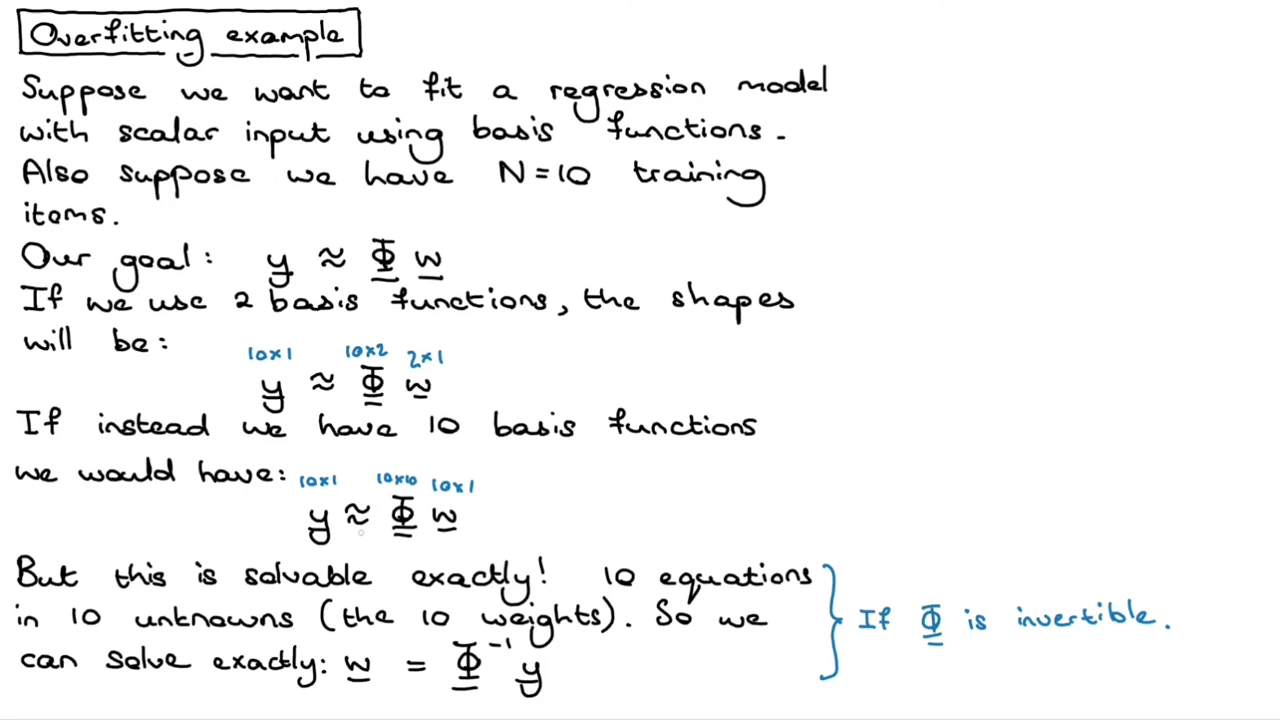 Overfitting example
Suppose we want to fit a regression model
with scalar input using basis functions.
Also suppose we have N=10 training
items.
Our goal: y ≈ Φ w
If we use 2 basis functions, the shapes
will be:
10×1 10×2 2×1
y ≈ Φ w
If instead we have 10 basis functions
we would have:
10×1 10×10 10×1
y ≈ Φ w
But this is solvable exactly! 10 equations
in 10 unknowns (the 10 weights). So we
can solve exactly: w = Φ⁻¹ y
If Φ is invertible.